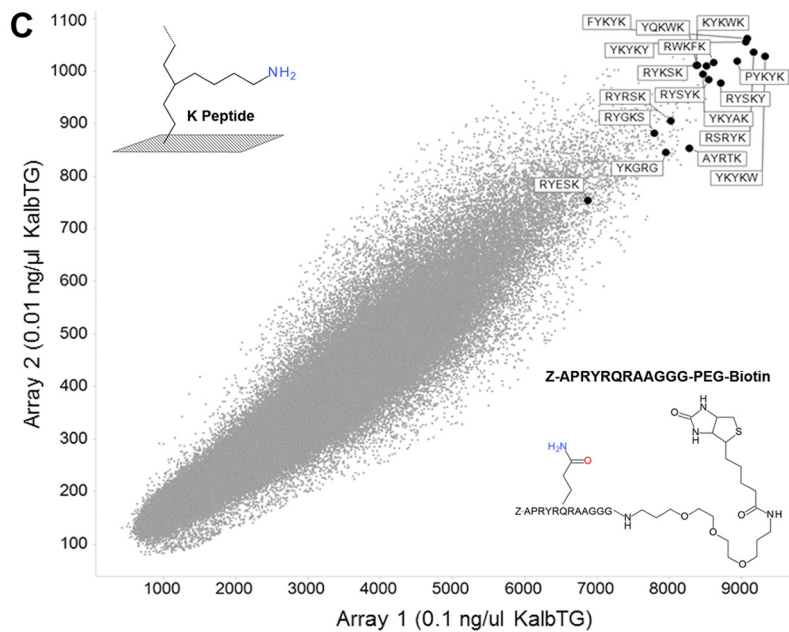 C
1100
1000
900
800
700
600
500
400
300
200
100
Array 2 (0.01 ng/µl KalbTG)
NH2
K Peptide
FYKYK
YQKWK
KYKWK
YKYKY
RWKFK
RYKSK
PYKYK
RYRSK
RYSYK
RYSKY
RYGKS
YKYAK
RSRYK
YKGRG
AYRTK
YKYKW
RYESK
Z-APRYRQRAAGGG-PEG-Biotin
H
N
O
HN
S
H2N
O
Z-APRYRQRAAGGG
N
H
O
O
O
O
NH
1000
2000
3000
4000
5000
6000
7000
8000
9000
Array 1 (0.1 ng/ul KalbTG)